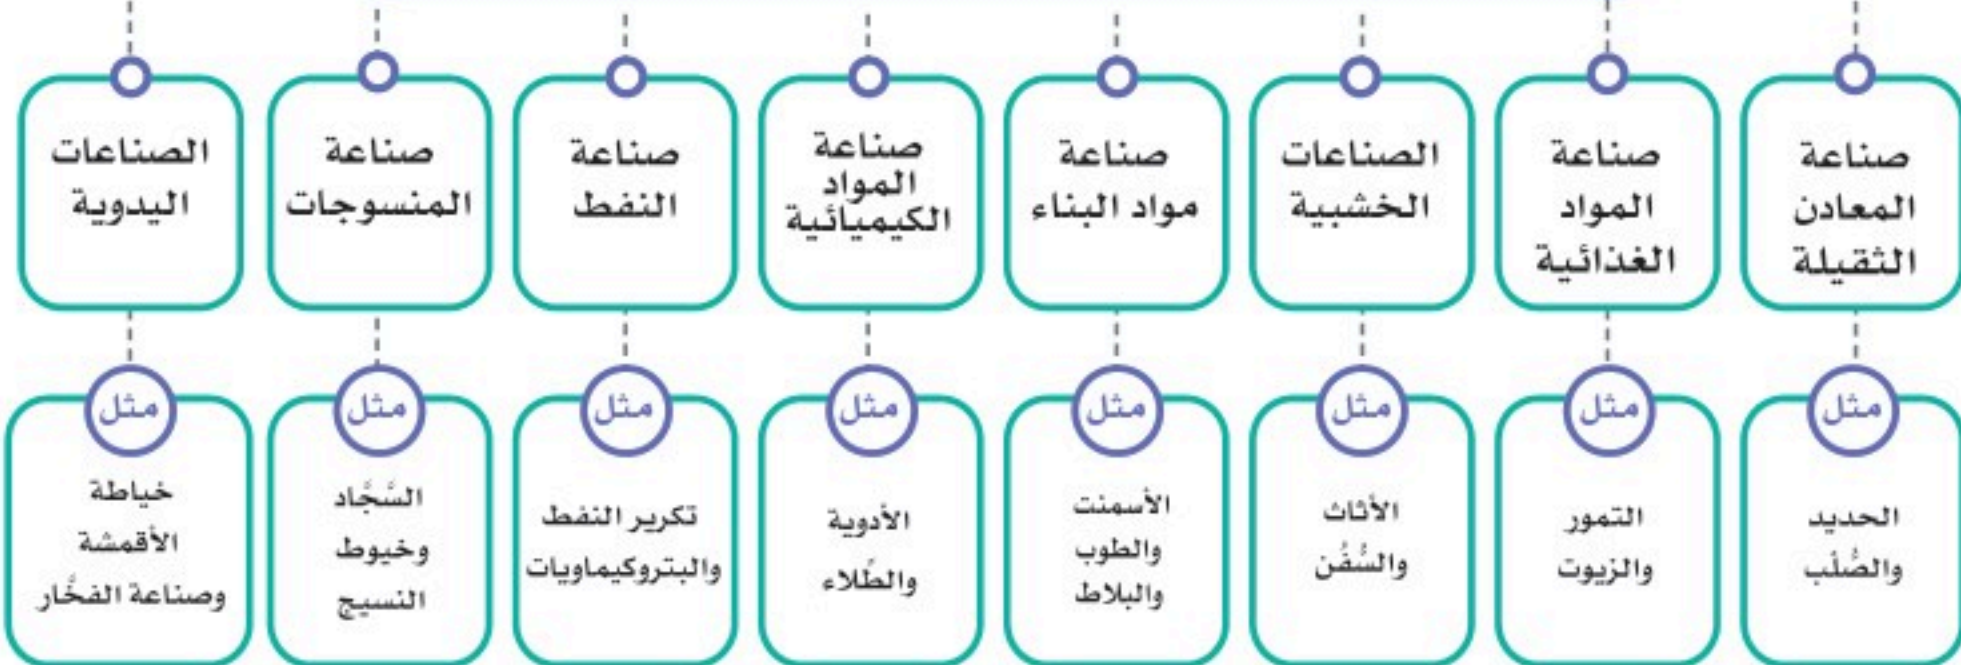 صناعة
المعادن
الثقيلة
صناعة
المواد
الغذائية
الصناعات
الخشبية
صناعة
مواد البناء
صناعة
المواد
الكيميائية
صناعة
النفط
صناعة
المنسوجات
الصناعات
اليدوية
مثل
الحديد
والصُّلْب
مثل
التمور
والزيوت
مثل
الأثاث
والسُّفُن
مثل
الأسمنت
والطوب
والبلاط
مثل
الأدوية
والطِّلاء
مثل
تكرير النفط
والبتروكيماويات
مثل
السَّجَّاد
وخيوط
النسيج
مثل
خياطة
الأقمشة
وصناعة الفخَّار